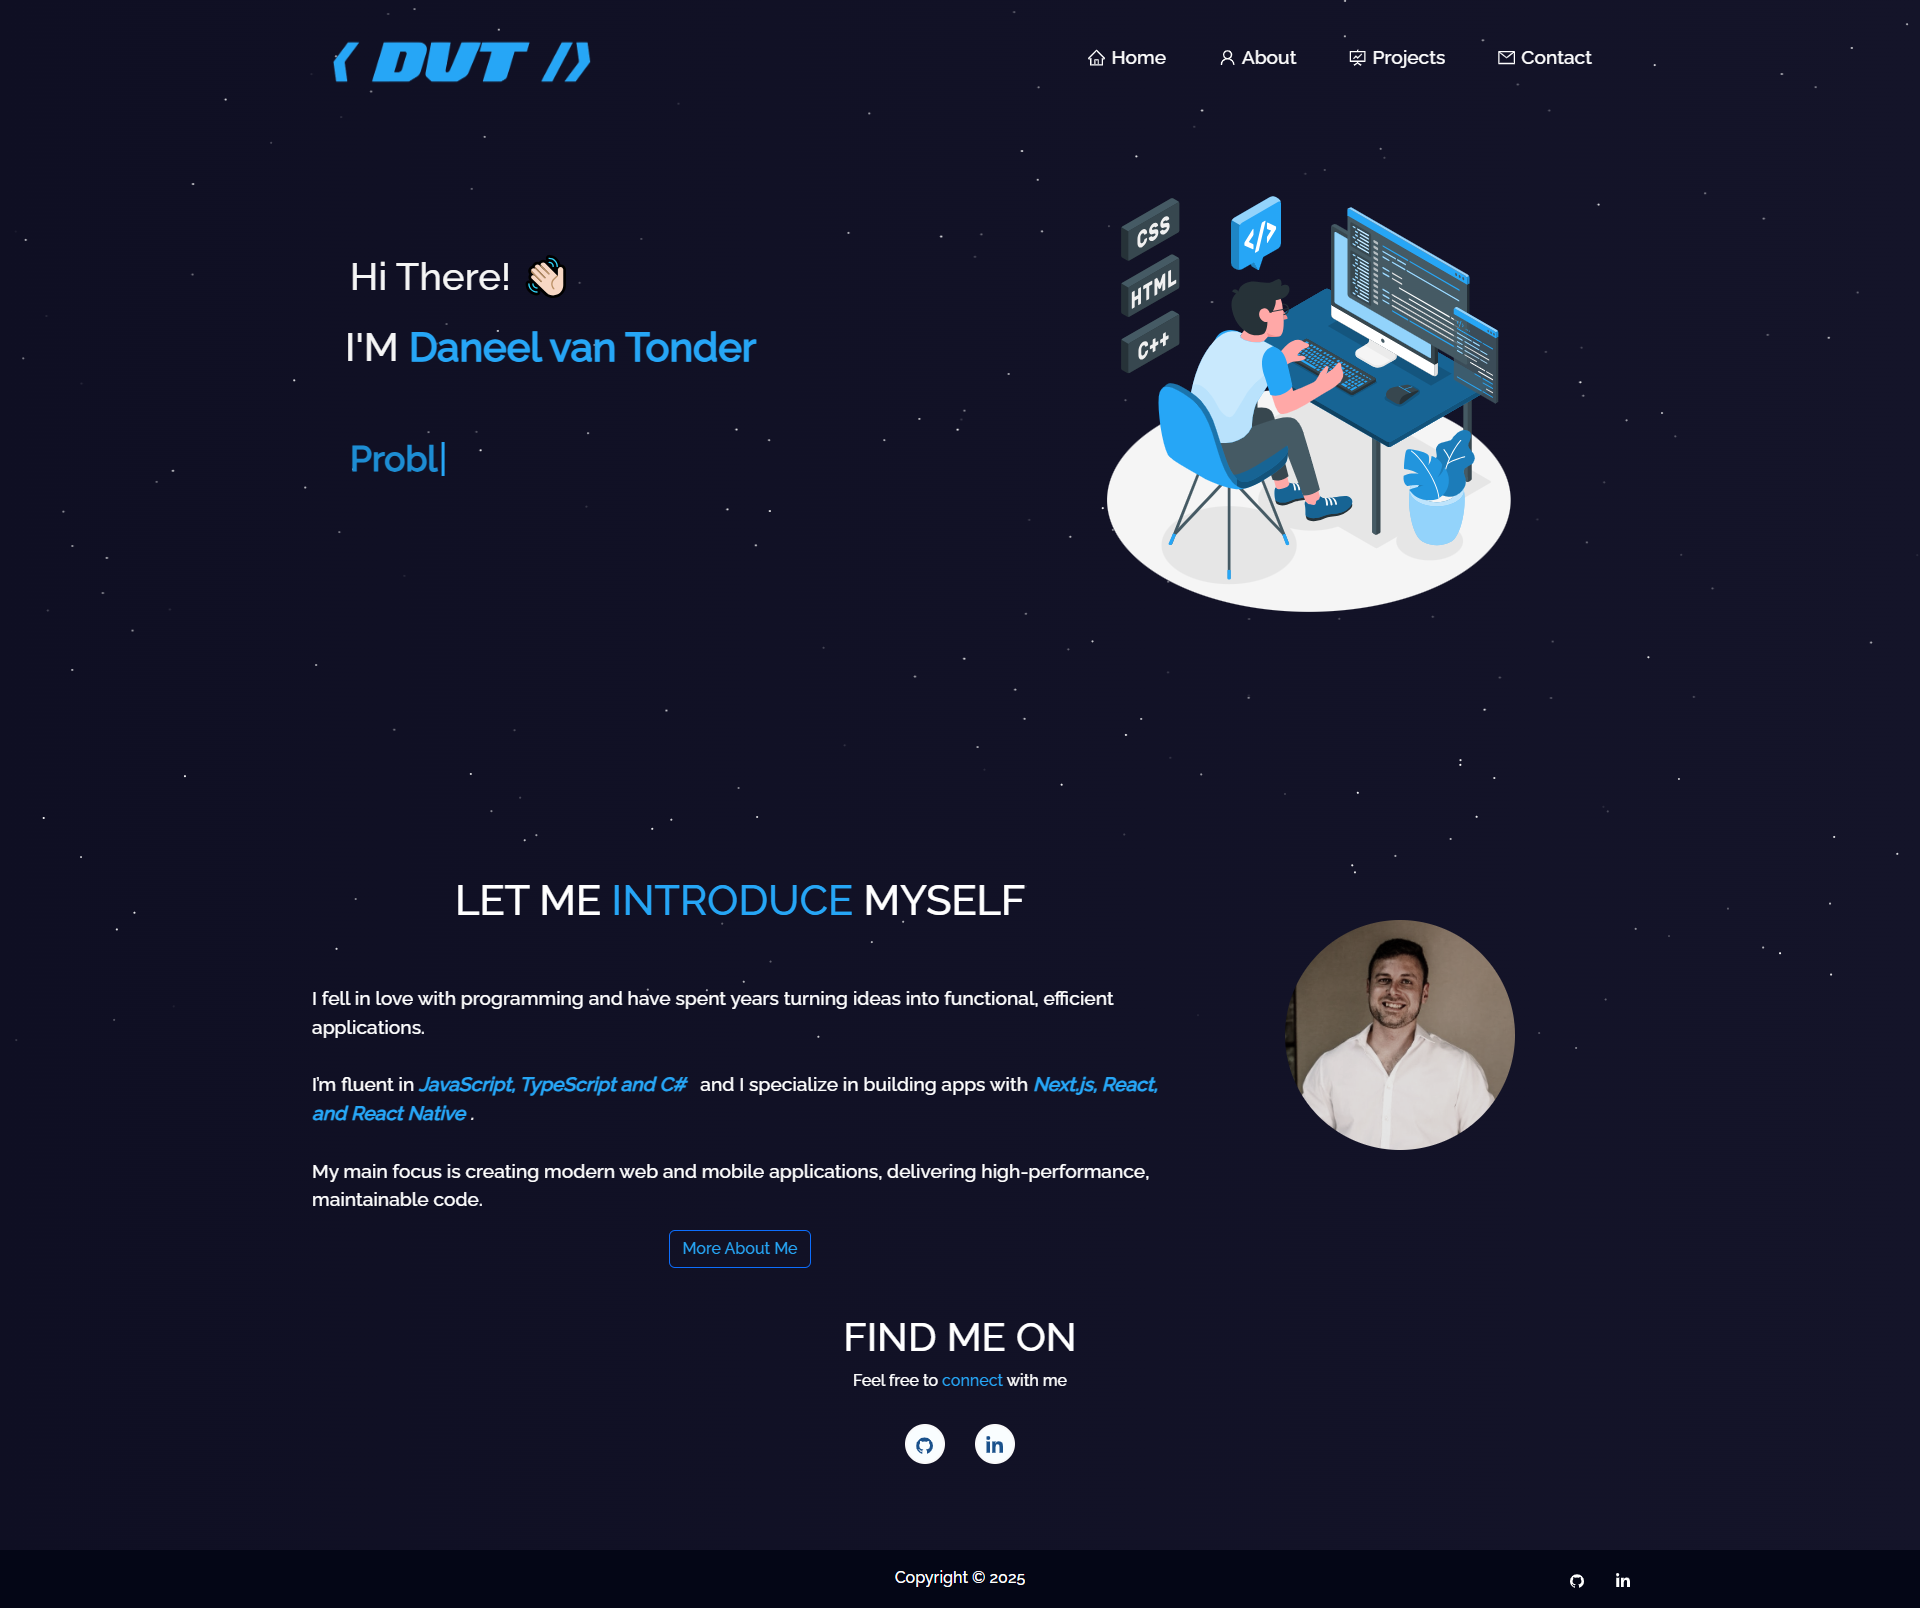 DVT
Home
About
Projects
Contact
CSS
</>
HTML
C++
Hi There! 👋🏻
I'M Daneel van Tonder
Probl
LET ME INTRODUCE MYSELF
I fell in love with programming and have spent years turning ideas into functional, efficient
applications.
I'm fluent in JavaScript, TypeScript and C# and I specialize in building apps with Next.js, React,
and React Native .
My main focus is creating modern web and mobile applications, delivering high-performance,
maintainable code.
More About Me
FIND ME ON
Feel free to connect with me
in
Copyright © 2025
in